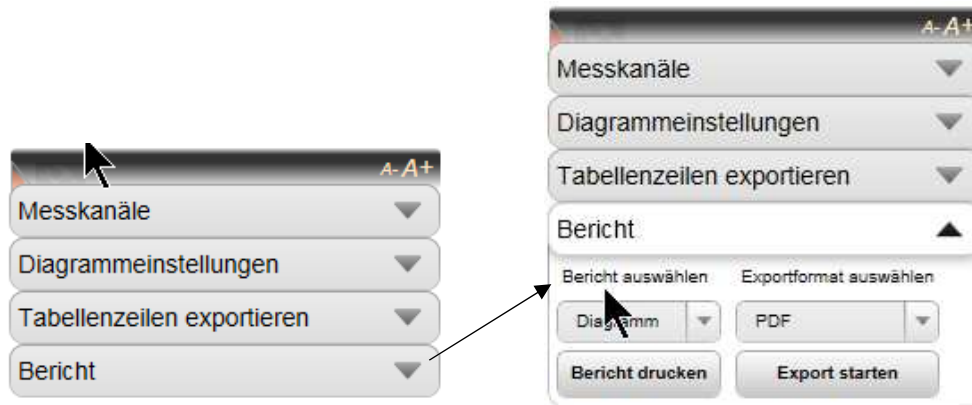 A- A+
Messkanäle
Diagrammeinstellungen
Tabellenzeilen exportieren
Bericht
A- A+
Messkanäle
Diagrammeinstellungen
Tabellenzeilen exportieren
Bericht
Bericht auswählen Exportformat auswählen
Diagramm PDF
Bericht drucken Export starten